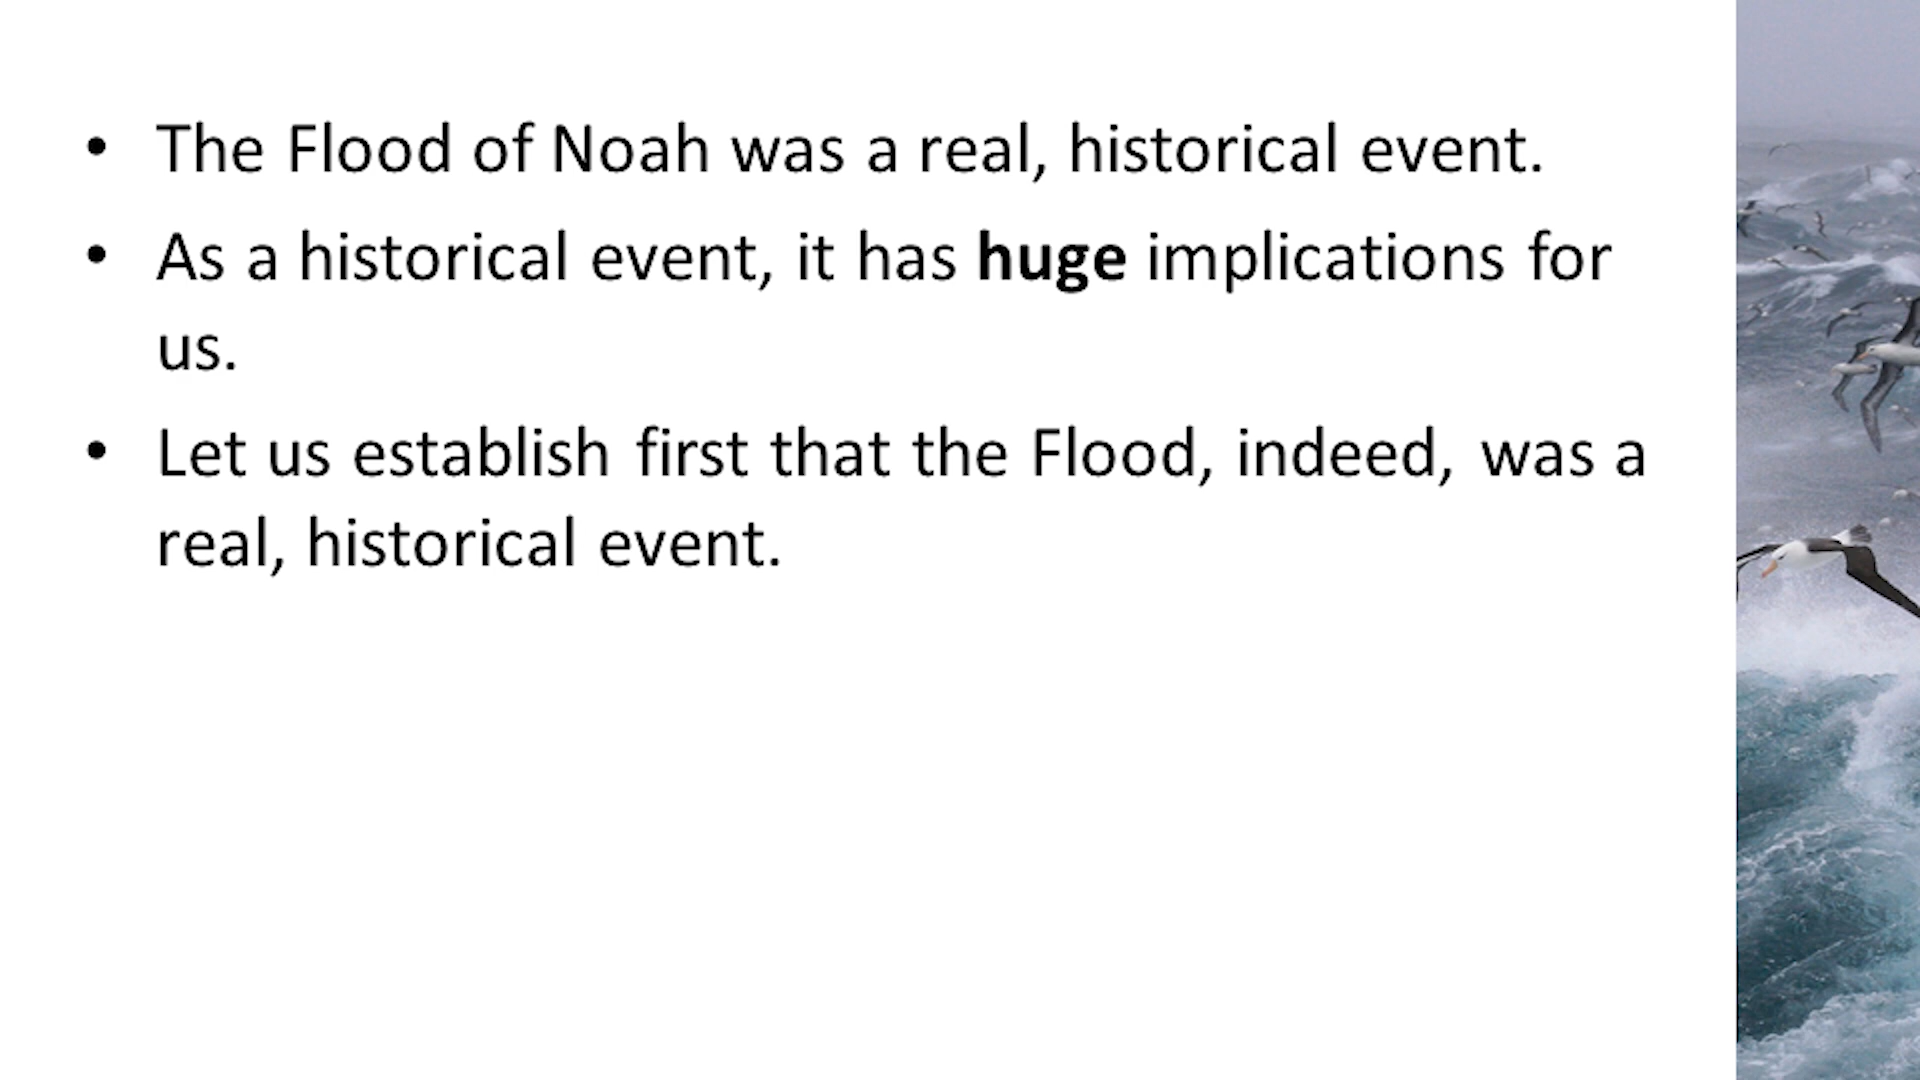 • The Flood of Noah was a real, historical event.
• As a historical event, it has huge implications for
us.
• Let us establish first that the Flood, indeed, was a
real, historical event.